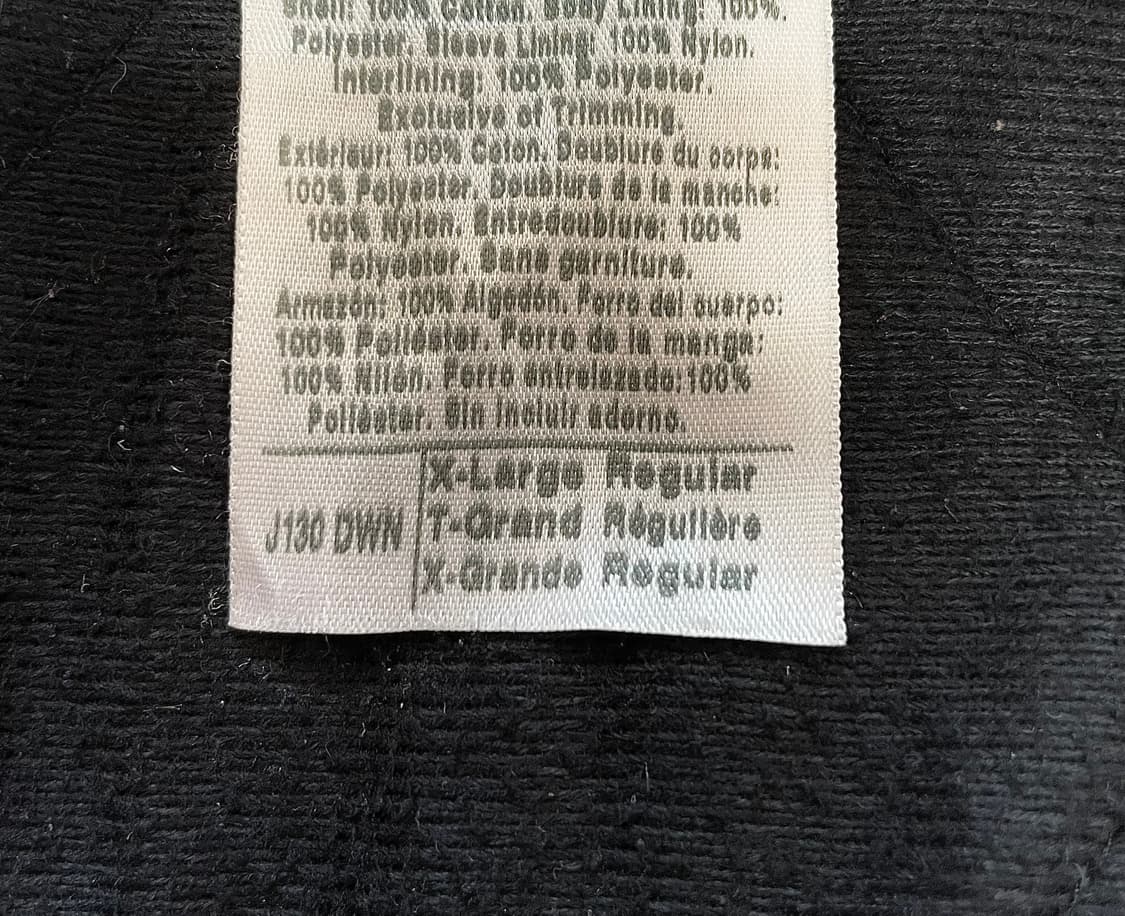 Shell: 100% Cotton. Body Lining: 100%.
Polyester. Sleeve Lining: 100% Nylon.
Interlining: 100% Polyester.
Exclusive of Trimming.
Extérieur: 100% Coton. Doublure du corps:
100% Polyester. Doublure de la manche:
100% Nylon. Entredoublure: 100%
Polyester. Sans garniture.
Armazón: 100% Algodón. Forro del cuerpo:
100% Poliéster. Forro de la manga:
100% Nilón. Forro entrelazado:100%
Poliéster. Sin incluir adorno.
X-Large Regular
J130 DWN T-Grand Régulière
X-Grande Regular